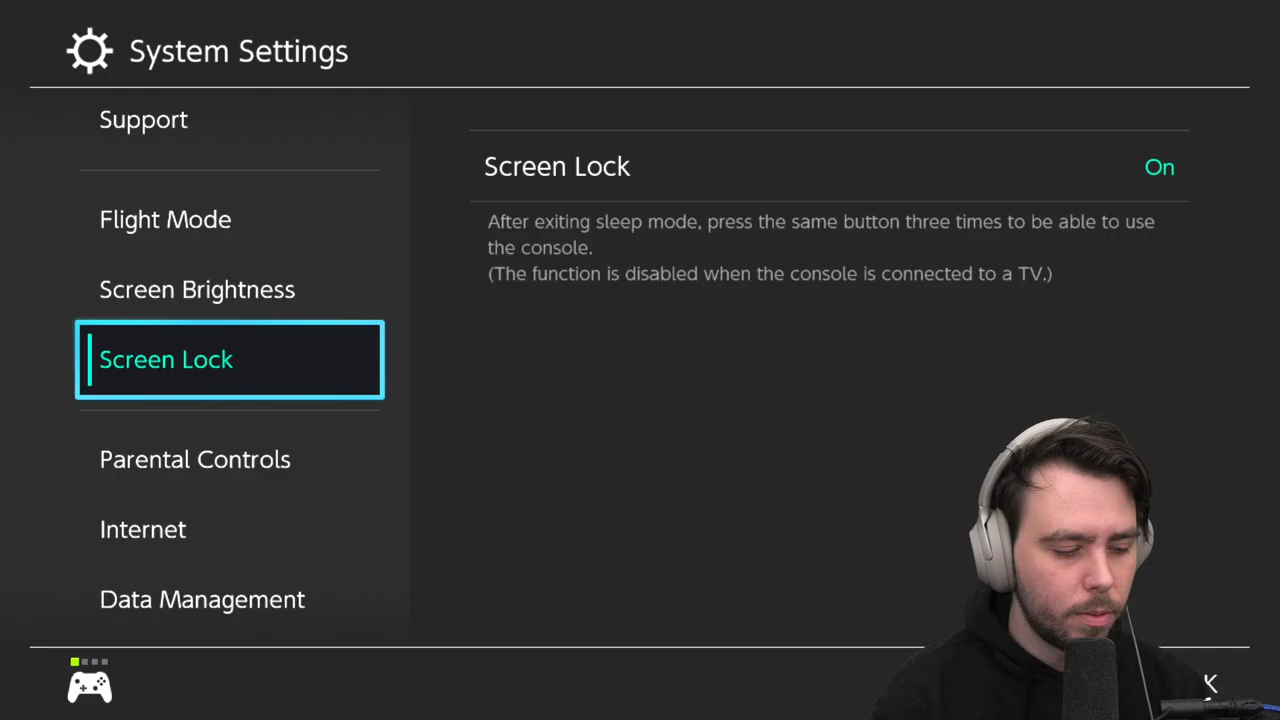 System Settings
Support
Flight Mode
Screen Brightness
Screen Lock
Parental Controls
Internet
Data Management
Screen Lock On
After exiting sleep mode, press the same button three times to be able to use
the console.
(The function is disabled when the console is connected to a TV.)